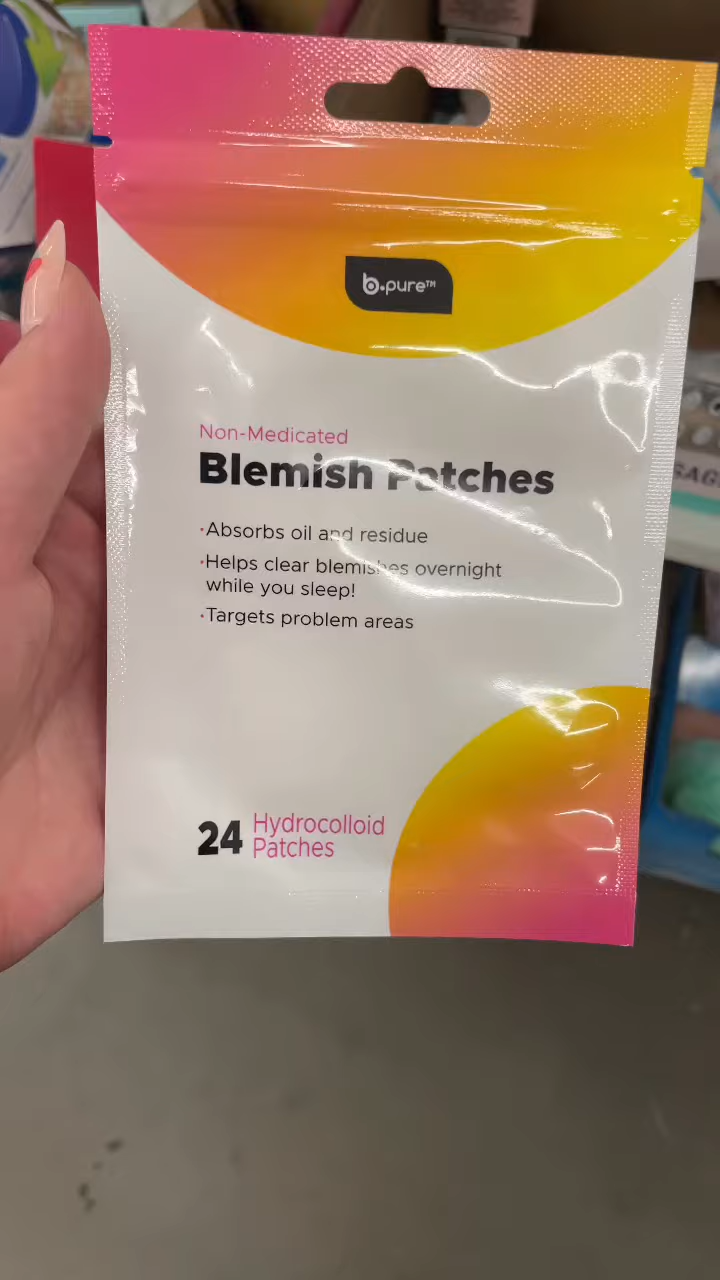 b.pure™
Non-Medicated
Blemish Patches
·Absorbs oil and residue
·Helps clear blemishes overnight
while you sleep!
·Targets problem areas
24 Hydrocolloid
Patches